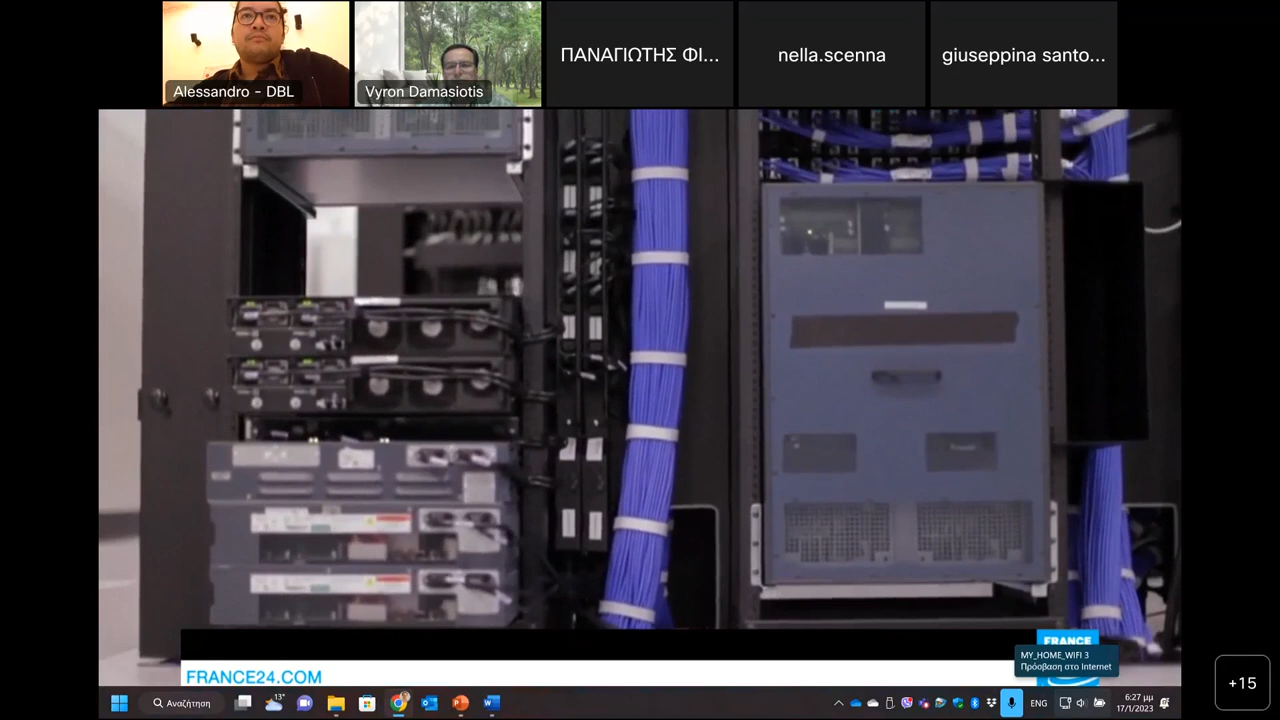 Alessandro - DBL
Vyron Damasiotis
ΠΑΝΑΓΙΩΤΗΣ ΦΙ...
nella.scenna
giuseppina santo...
FRANCE
MY_HOME_WIFI 3
Πρόσβαση στο Internet
FRANCE24.COM
+15
Αναζήτηση
13°
ENG
6:27 μμ
17/1/2023